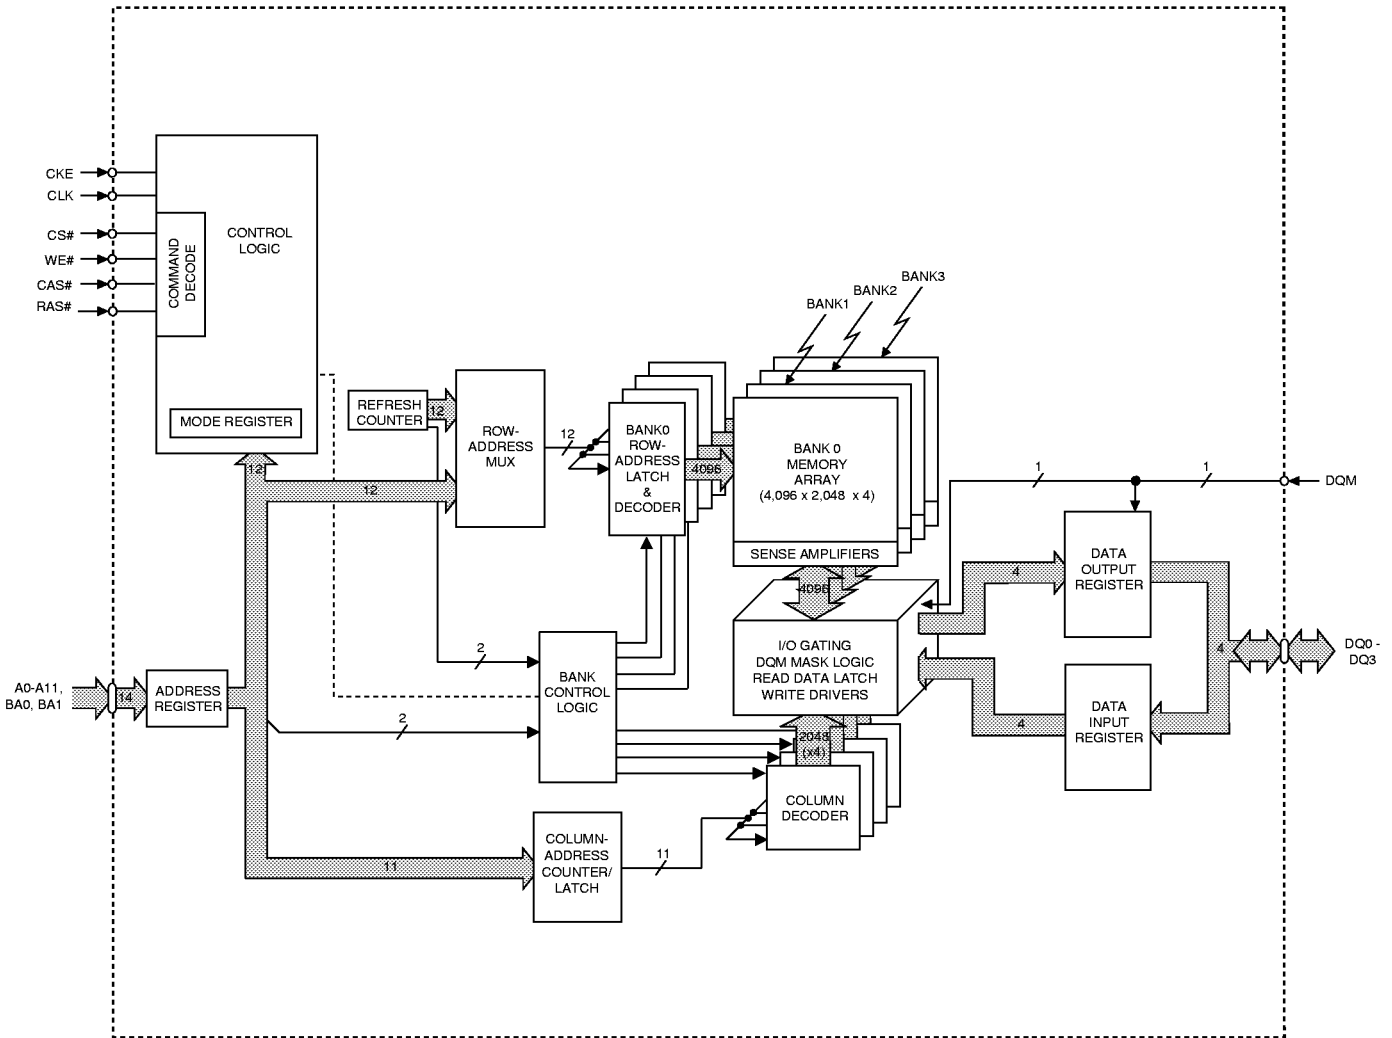 CKE
CLK
CS#
WE#
CAS#
RAS#
COMMAND
DECODE
CONTROL
LOGIC
MODE REGISTER
12
REFRESH
COUNTER
12
12
ROW-
ADDRESS
MUX
12
BANK0
ROW-
ADDRESS
LATCH
&
DECODER
4096
BANK1
BANK2
BANK3
BANK 0
MEMORY
ARRAY
(4,096 x 2,048 x 4)
SENSE AMPLIFIERS
4096
I/O GATING
DQM MASK LOGIC
READ DATA LATCH
WRITE DRIVERS
2048
(x4)
COLUMN
DECODER
1
1
DQM
DATA
OUTPUT
REGISTER
4
4
DQ0 -
DQ3
DATA
INPUT
REGISTER
4
A0-A11,
BA0, BA1
14
ADDRESS
REGISTER
2
2
BANK
CONTROL
LOGIC
11
COLUMN-
ADDRESS
COUNTER/
LATCH
11